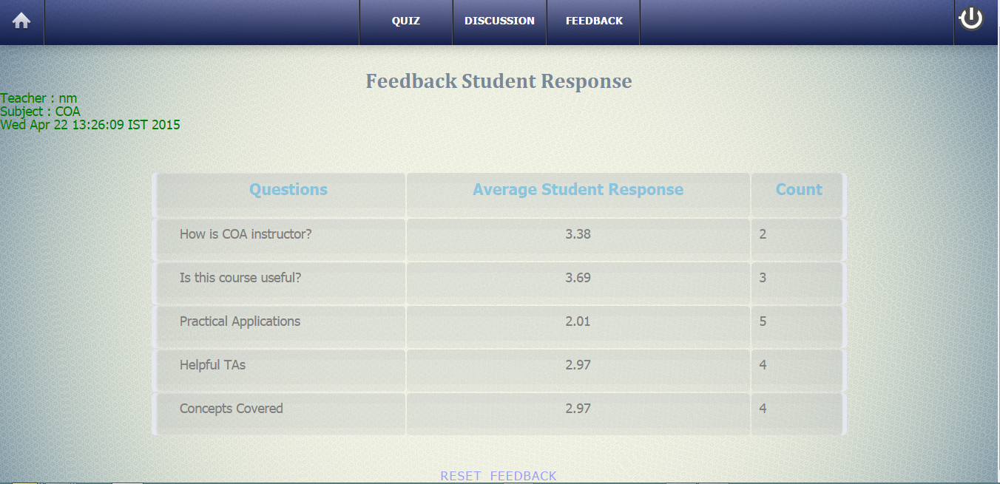 QUIZ DISCUSSION FEEDBACK
Feedback Student Response
Teacher : nm
Subject : COA
Wed Apr 22 13:26:09 IST 2015
Questions Average Student Response Count
How is COA instructor? 3.38 2
Is this course useful? 3.69 3
Practical Applications 2.01 5
Helpful TAs 2.97 4
Concepts Covered 2.97 4
RESET FEEDBACK